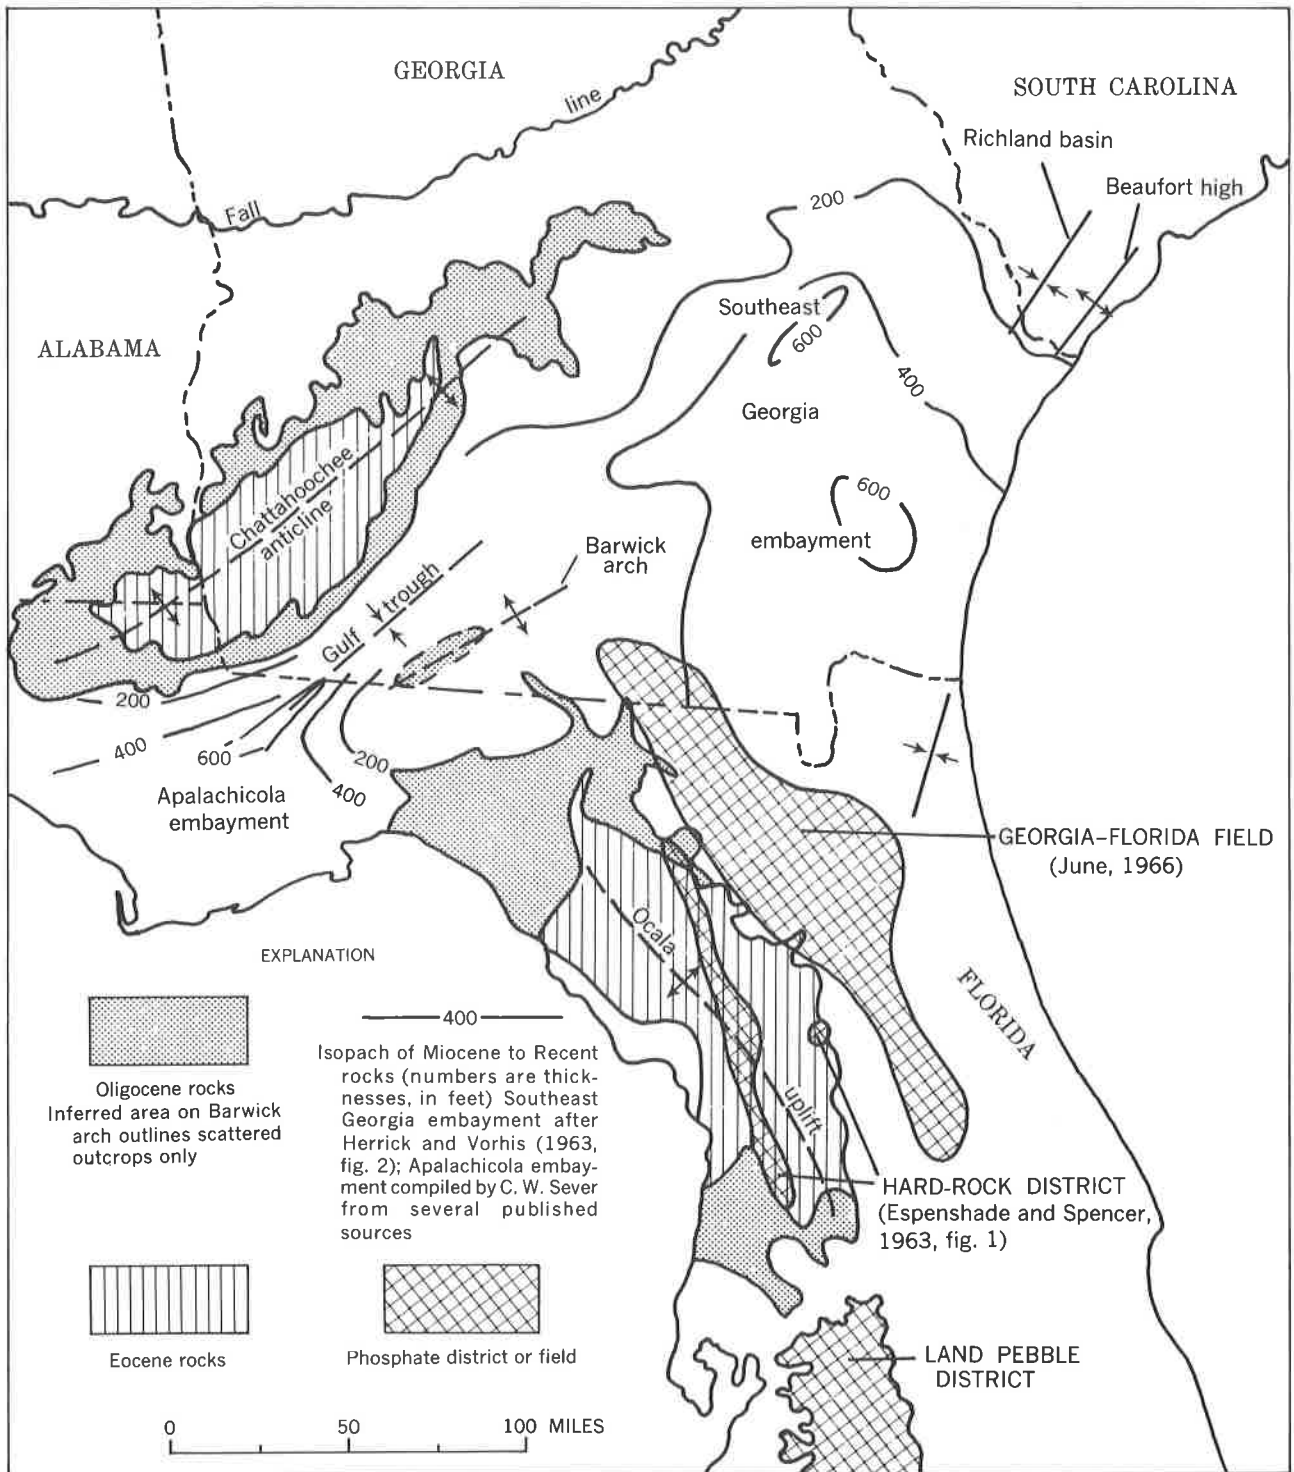 GEORGIA
SOUTH CAROLINA
line
Richland basin
Beaufort high
Fall
200
ALABAMA
Southeast
600
400
Georgia
Chattahoochee
anticline
600
embayment
Barwick
arch
Gulf trough
200
400
600
200
400
Apalachicola
embayment
GEORGIA–FLORIDA FIELD
(June, 1966)
Ocala
uplift
FLORIDA
HARD-ROCK DISTRICT
(Espenshade and Spencer,
1963, fig. 1)
LAND PEBBLE
DISTRICT
EXPLANATION
Oligocene rocks
Inferred area on Barwick
arch outlines scattered
outcrops only
400
Isopach of Miocene to Recent
rocks (numbers are thick-
nesses, in feet) Southeast
Georgia embayment after
Herrick and Vorhis (1963,
fig. 2); Apalachicola embay-
ment compiled by C. W. Sever
from several published
sources
Eocene rocks
Phosphate district or field
0 50 100 MILES